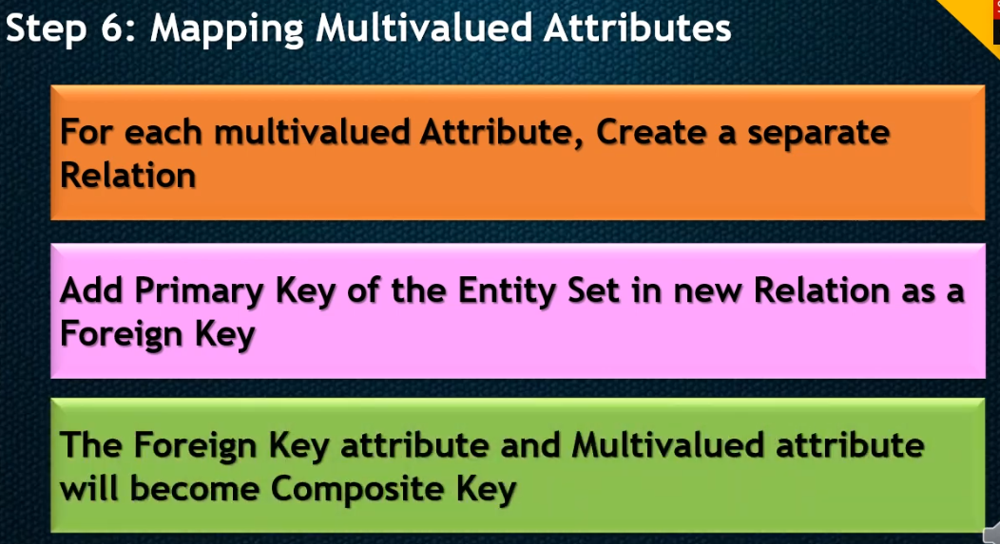 Step 6: Mapping Multivalued Attributes
For each multivalued Attribute, Create a separate
Relation
Add Primary Key of the Entity Set in new Relation as a
Foreign Key
The Foreign Key attribute and Multivalued attribute
will become Composite Key